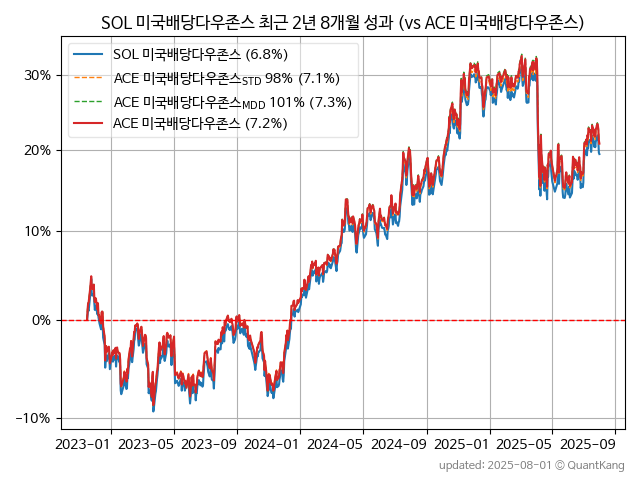 SOL 미국배당다우존스 최근 2년 8개월 성과 (vs ACE 미국배당다우존스)
SOL 미국배당다우존스 (6.8%)
ACE 미국배당다우존스STD 98% (7.1%)
ACE 미국배당다우존스MDD 101% (7.3%)
ACE 미국배당다우존스 (7.2%)
30%
20%
10%
0%
−10%
2023-01 2023-05 2023-09 2024-01 2024-05 2024-09 2025-01 2025-05 2025-09
updated: 2025-08-01 © QuantKang